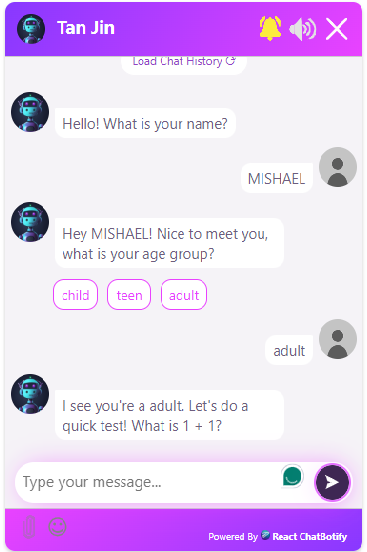 Tan Jin
Load Chat History
Hello! What is your name?
MISHAEL
Hey MISHAEL! Nice to meet you,
what is your age group?
child teen adult
adult
I see you're a adult. Let's do a
quick test! What is 1 + 1?
Type your message...
Powered By React ChatBotify